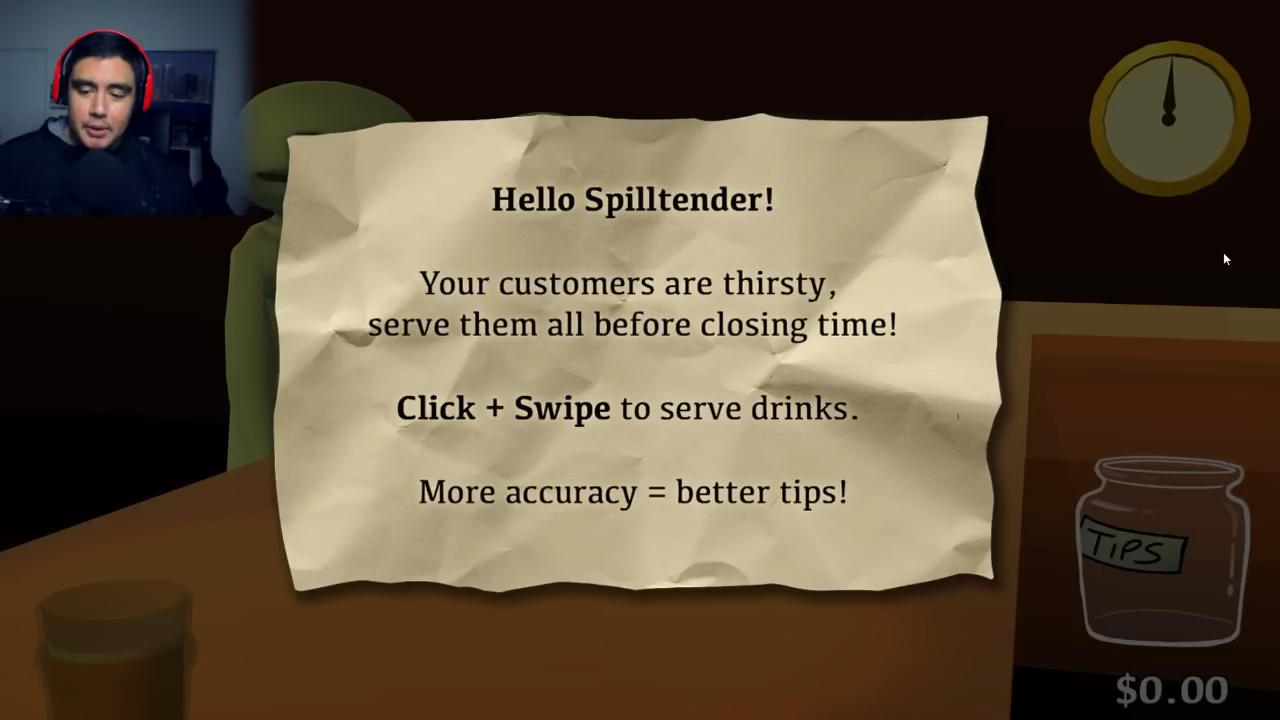 Hello Spilltender!
Your customers are thirsty,
serve them all before closing time!
Click + Swipe to serve drinks.
More accuracy = better tips!
TIPS
$0.00